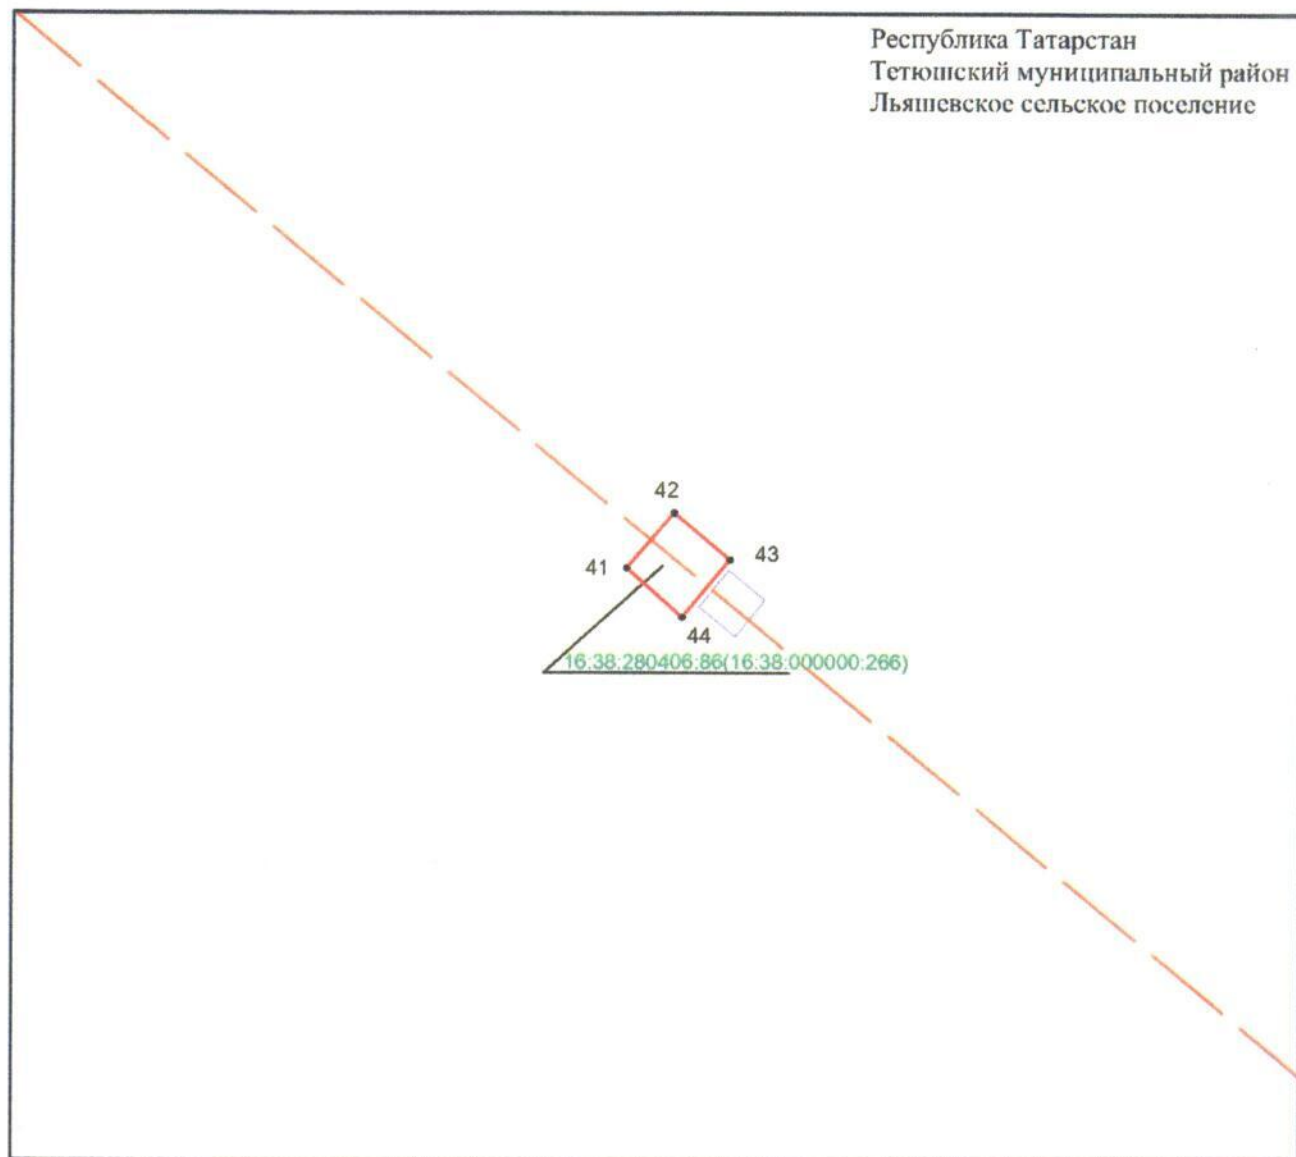 Республика Татарстан
Тетюшский муниципальный район
Льяшевское сельское поселение
42
43
41
44
16:38:280406:86(16:38:000000:266)